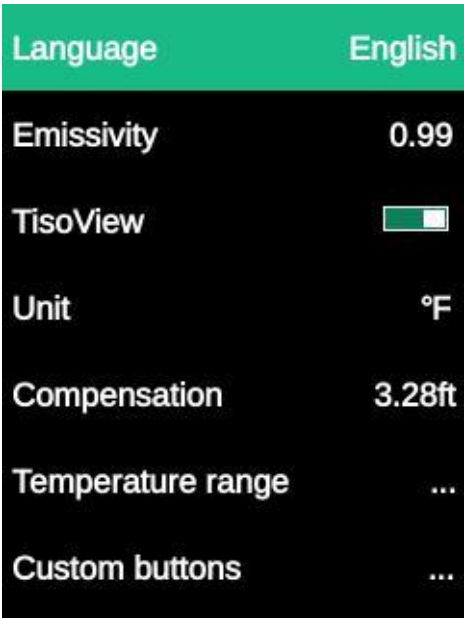 Language English
Emissivity 0.99
TisoView
Unit °F
Compensation 3.28ft
Temperature range ...
Custom buttons ...